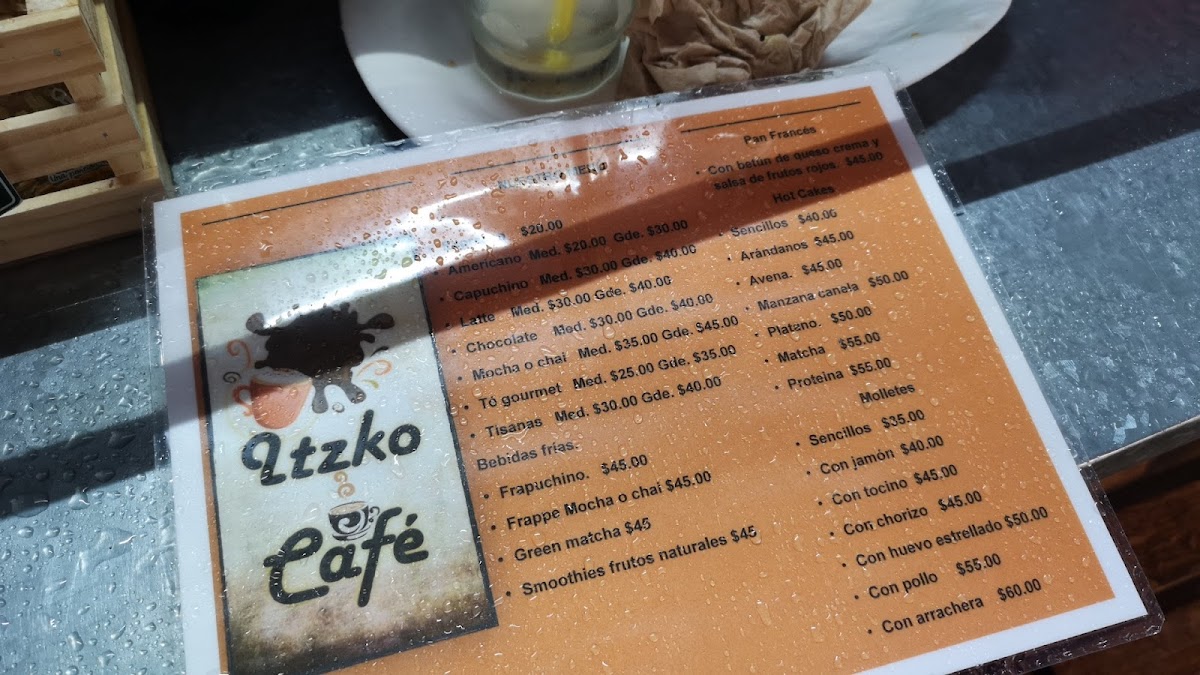 Itzko
Café
$20.00
• Americano Med. $20.00 Gde. $30.00
• Capuchino Med. $30.00 Gde. $40.00
• Latte Med. $30.00 Gde. $40.00
• Chocolate Med. $30.00 Gde. $40.00
• Mocha o chai Med. $35.00 Gde. $45.00
• Té gourmet Med. $25.00 Gde. $35.00
• Tisanas Med. $30.00 Gde. $40.00
Bebidas frias.
• Frapuchino. $45.00
• Frappe Mocha o chai $45.00
• Green matcha $45
• Smoothies frutos naturales $45
Pan Francés
• Con betún de queso crema y
salsa de frutos rojos. $45.00
Hot Cakes
• Sencillos $40.00
• Arándanos $45.00
• Avena. $45.00
• Manzana canela $50.00
• Platano. $50.00
• Matcha $55.00
• Proteina $55.00
Molletes
• Sencillos $35.00
• Con jamón $40.00
• Con tocino $45.00
• Con chorizo $45.00
• Con huevo estrellado $50.00
• Con pollo $55.00
• Con arrachera $60.00